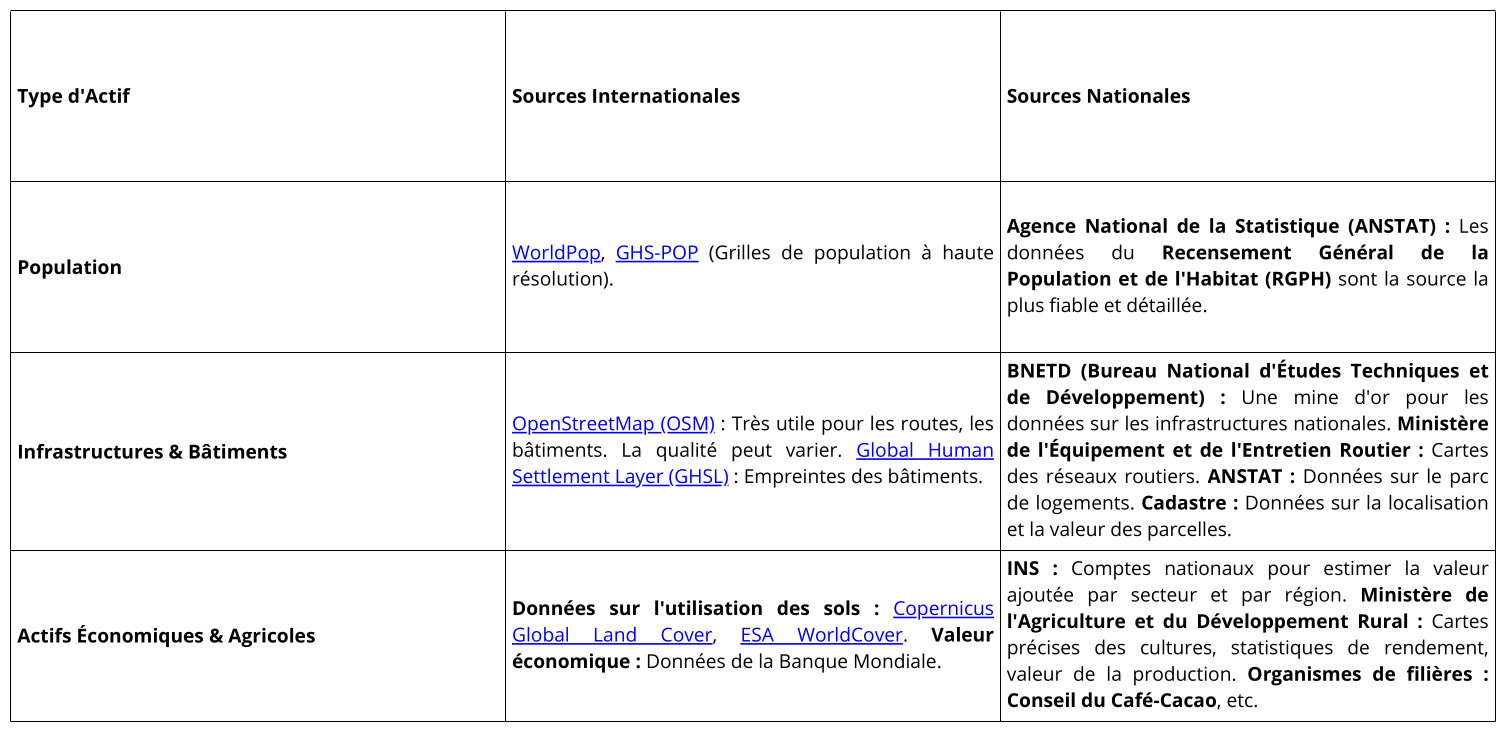 Type d'Actif
Sources Internationales
Sources Nationales
Population
WorldPop, GHS-POP (Grilles de population à haute
résolution).
Agence National de la Statistique (ANSTAT) : Les
données du Recensement Général de la
Population et de l'Habitat (RGPH) sont la source la
plus fiable et détaillée.
Infrastructures & Bâtiments
OpenStreetMap (OSM) : Très utile pour les routes, les
bâtiments. La qualité peut varier. Global Human
Settlement Layer (GHSL) : Empreintes des bâtiments.
BNETD (Bureau National d'Études Techniques et
de Développement) : Une mine d'or pour les
données sur les infrastructures nationales. Ministère
de l'Équipement et de l'Entretien Routier : Cartes
des réseaux routiers. ANSTAT : Données sur le parc
de logements. Cadastre : Données sur la localisation
et la valeur des parcelles.
Actifs Économiques & Agricoles
Données sur l'utilisation des sols : Copernicus
Global Land Cover, ESA WorldCover. Valeur
économique : Données de la Banque Mondiale.
INS : Comptes nationaux pour estimer la valeur
ajoutée par secteur et par région. Ministère de
l'Agriculture et du Développement Rural : Cartes
précises des cultures, statistiques de rendement,
valeur de la production. Organismes de filières :
Conseil du Café-Cacao, etc.